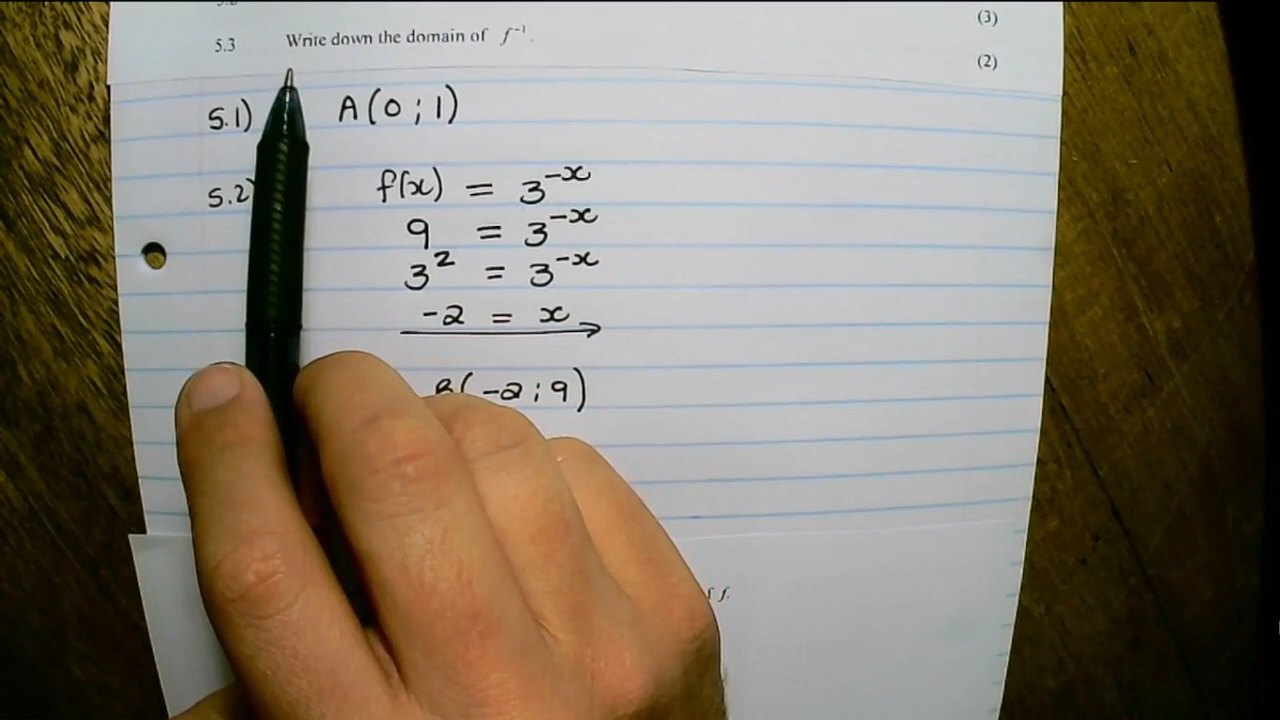 (3)
5.3 Write down the domain of f⁻¹.
(2)
5.1) A(0 ; 1)
5.2) f(x) = 3^-x
9 = 3^-x
3² = 3^-x
-2 = x
B(-2 ; 9)
f.